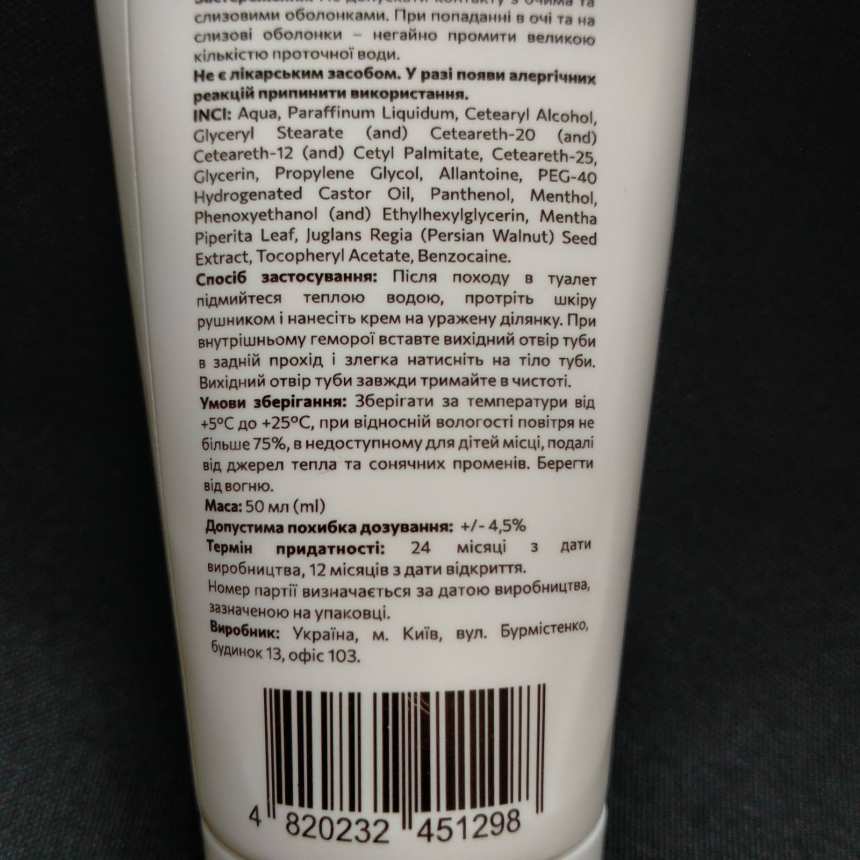 Застереження: Не допускати контакту з очима та
слизовими оболонками. При попаданні в очі та на
слизові оболонки – негайно промити великою
кількістю проточної води.
Не є лікарським засобом. У разі появи алергічних
реакцій припинити використання.
INCI: Aqua, Paraffinum Liquidum, Cetearyl Alcohol,
Glyceryl Stearate (and) Ceteareth-20 (and)
Ceteareth-12 (and) Cetyl Palmitate, Ceteareth-25,
Glycerin, Propylene Glycol, Allantoine, PEG-40
Hydrogenated Castor Oil, Panthenol, Menthol,
Phenoxyethanol (and) Ethylhexylglycerin, Mentha
Piperita Leaf, Juglans Regia (Persian Walnut) Seed
Extract, Tocopheryl Acetate, Benzocaine.
Спосіб застосування: Після походу в туалет
підмийтеся теплою водою, протріть шкіру
рушником і нанесіть крем на уражену ділянку. При
внутрішньому геморої вставте вихідний отвір туби
в задній прохід і злегка натисніть на тіло туби.
Вихідний отвір туби завжди тримайте в чистоті.
Умови зберігання: Зберігати за температури від
+5°C до +25°C, при відносній вологості повітря не
більше 75%, в недоступному для дітей місці, подалі
від джерел тепла та сонячних променів. Берегти
від вогню.
Маса: 50 мл (ml)
Допустима похибка дозування: +/- 4,5%
Термін придатності: 24 місяці з дати
виробництва, 12 місяців з дати відкриття.
Номер партії визначається за датою виробництва,
зазначеною на упаковці.
Виробник: Україна, м. Київ, вул. Бурмістенко,
будинок 13, офіс 103.
4 820232 451298